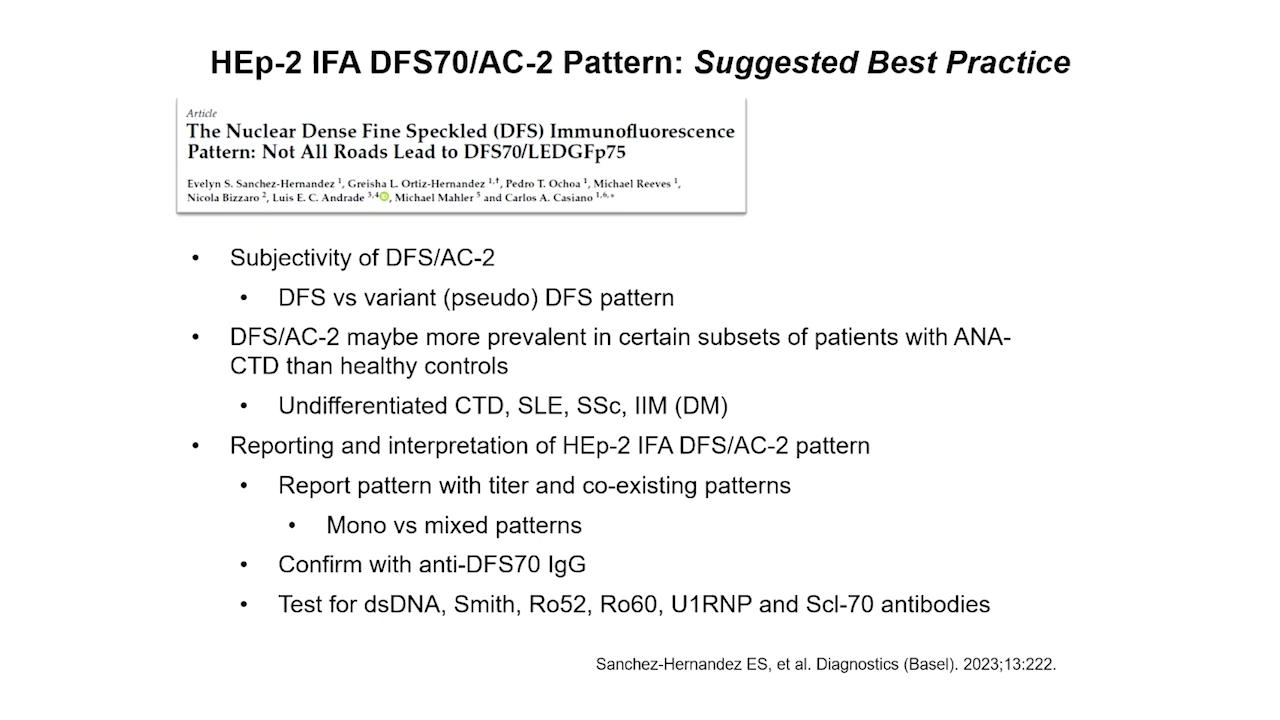 HEp-2 IFA DFS70/AC-2 Pattern: Suggested Best Practice
Article
The Nuclear Dense Fine Speckled (DFS) Immunofluorescence
Pattern: Not All Roads Lead to DFS70/LEDGFp75
Evelyn S. Sanchez-Hernandez 1, Greisha L. Ortiz-Hernandez 1,†, Pedro T. Ochoa 1, Michael Reeves 1,
Nicola Bizzaro 2, Luis E. C. Andrade 3,4, Michael Mahler 5 and Carlos A. Casiano 1,6,*
• Subjectivity of DFS/AC-2
• DFS vs variant (pseudo) DFS pattern
• DFS/AC-2 maybe more prevalent in certain subsets of patients with ANA-
CTD than healthy controls
• Undifferentiated CTD, SLE, SSc, IIM (DM)
• Reporting and interpretation of HEp-2 IFA DFS/AC-2 pattern
• Report pattern with titer and co-existing patterns
• Mono vs mixed patterns
• Confirm with anti-DFS70 IgG
• Test for dsDNA, Smith, Ro52, Ro60, U1RNP and Scl-70 antibodies
Sanchez-Hernandez ES, et al. Diagnostics (Basel). 2023;13:222.